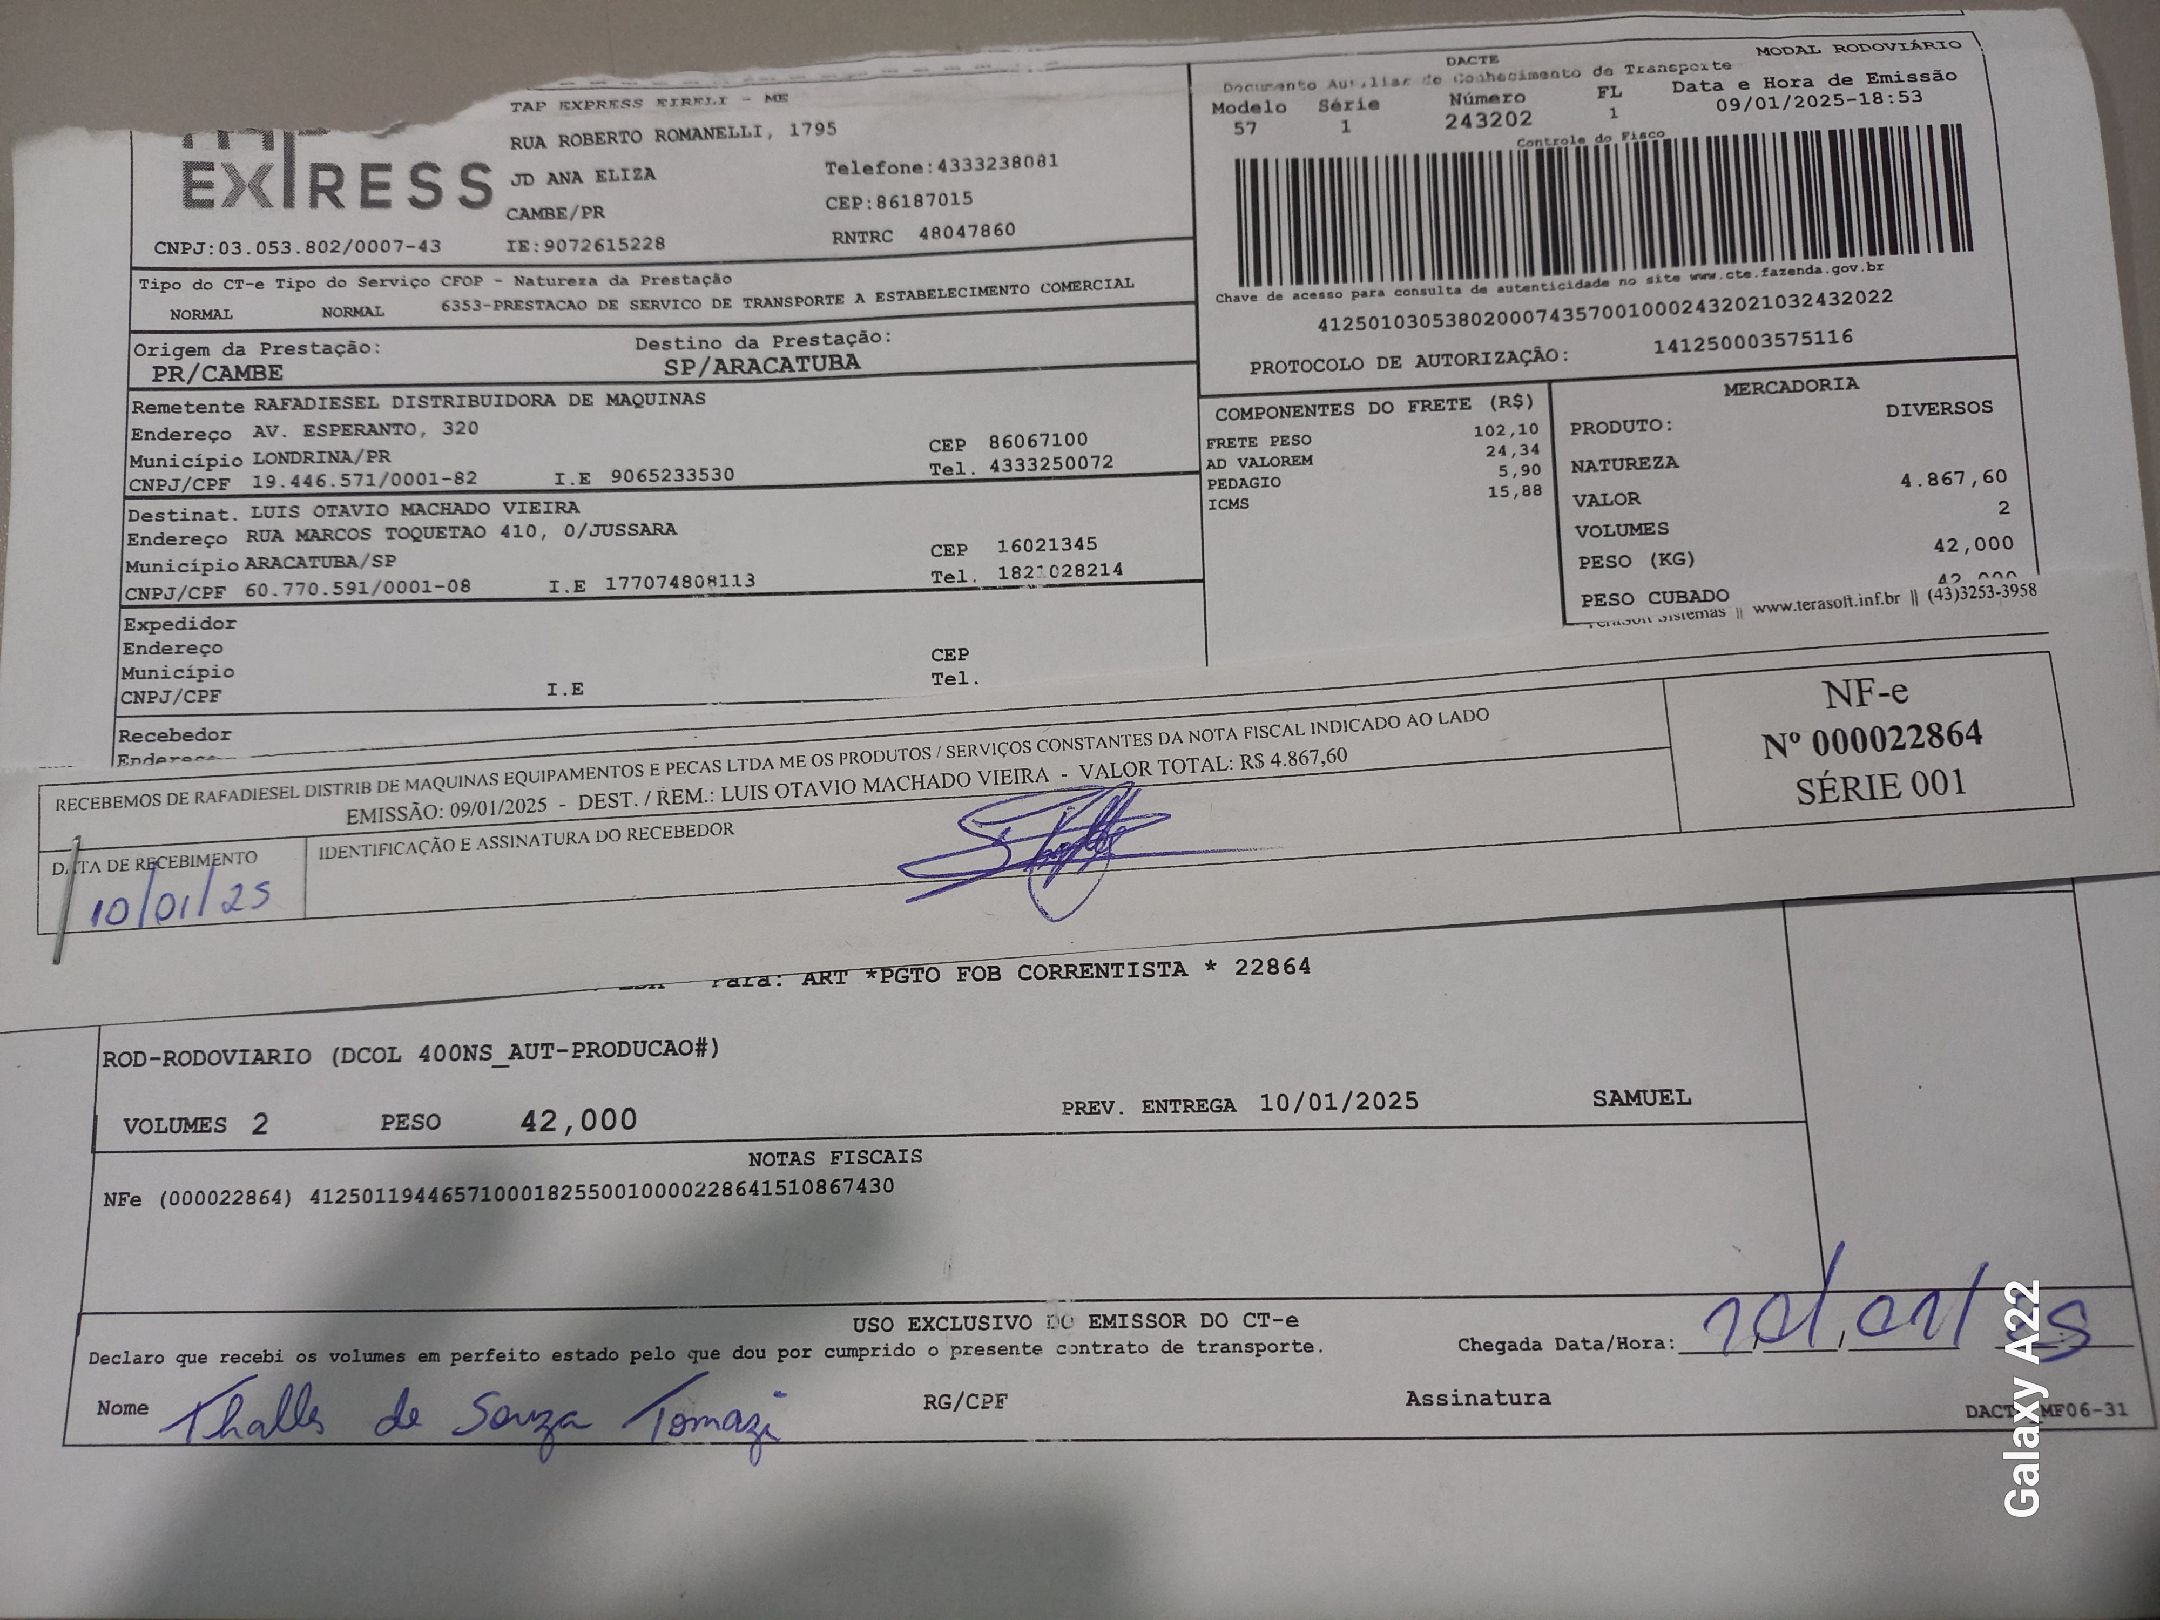 TAP EXPRESS EIRELI - ME
RUA ROBERTO ROMANELLI, 1795
EXPRESS
JD ANA ELIZA
Telefone:4333238081
CAMBE/PR
CEP:86187015
CNPJ:03.053.802/0007-43
IE:9072615228
RNTRC 48047860
DACTE
MODAL RODOVIÁRIO
Documento Auxiliar do Conhecimento de Transporte
Modelo Série Número FL Data e Hora de Emissão
57 1 243202 1 09/01/2025-18:53
Controle do Fisco
Chave de acesso para consulta de autenticidade no site www.cte.fazenda.gov.br
41250103053802000743570010002432021032432022
PROTOCOLO DE AUTORIZAÇÃO: 141250003575116
Tipo do CT-e Tipo do Serviço CFOP - Natureza da Prestação
NORMAL NORMAL 6353-PRESTACAO DE SERVICO DE TRANSPORTE A ESTABELECIMENTO COMERCIAL
Origem da Prestação: Destino da Prestação:
PR/CAMBE SP/ARACATUBA
Remetente RAFADIESEL DISTRIBUIDORA DE MAQUINAS
Endereço AV. ESPERANTO, 320
CEP 86067100
Município LONDRINA/PR
Tel. 4333250072
CNPJ/CPF 19.446.571/0001-82 I.E 9065233530
Destinat. LUIS OTAVIO MACHADO VIEIRA
Endereço RUA MARCOS TOQUETAO 410, 0/JUSSARA
CEP 16021345
Município ARACATUBA/SP
Tel. 1821028214
CNPJ/CPF 60.770.591/0001-08 I.E 177074808113
Expedidor
Endereço
CEP
Município
Tel.
CNPJ/CPF I.E
Recebedor
Endereço
COMPONENTES DO FRETE (R$)
FRETE PESO 102,10
AD VALOREM 24,34
PEDAGIO 5,90
ICMS 15,88
MERCADORIA
PRODUTO: DIVERSOS
NATUREZA
VALOR 4.867,60
VOLUMES 2
PESO (KG) 42,000
PESO CUBADO 42,000
Terasoft Sistemas || www.terasoft.inf.br || (43)3253-3958
RECEBEMOS DE RAFADIESEL DISTRIB DE MAQUINAS EQUIPAMENTOS E PECAS LTDA ME OS PRODUTOS / SERVIÇOS CONSTANTES DA NOTA FISCAL INDICADO AO LADO
EMISSÃO: 09/01/2025 - DEST. / REM.: LUIS OTAVIO MACHADO VIEIRA - VALOR TOTAL: R$ 4.867,60
NF-e
Nº 000022864
SÉRIE 001
DATA DE RECEBIMENTO
IDENTIFICAÇÃO E ASSINATURA DO RECEBEDOR
10/01/25
Para: ART *PGTO FOB CORRENTISTA * 22864
ROD-RODOVIARIO (DCOL 400NS_AUT-PRODUCAO#)
VOLUMES 2 PESO 42,000 PREV. ENTREGA 10/01/2025 SAMUEL
NOTAS FISCAIS
NFe (000022864) 41250119446571000182550010000228641510867430
USO EXCLUSIVO DO EMISSOR DO CT-e
Declaro que recebi os volumes em perfeito estado pelo que dou por cumprido o presente contrato de transporte.
Chegada Data/Hora: 10/01/25
Nome Thalls de Souza Tomazi
RG/CPF
Assinatura
DACTE_MF06-31
Galaxy A22